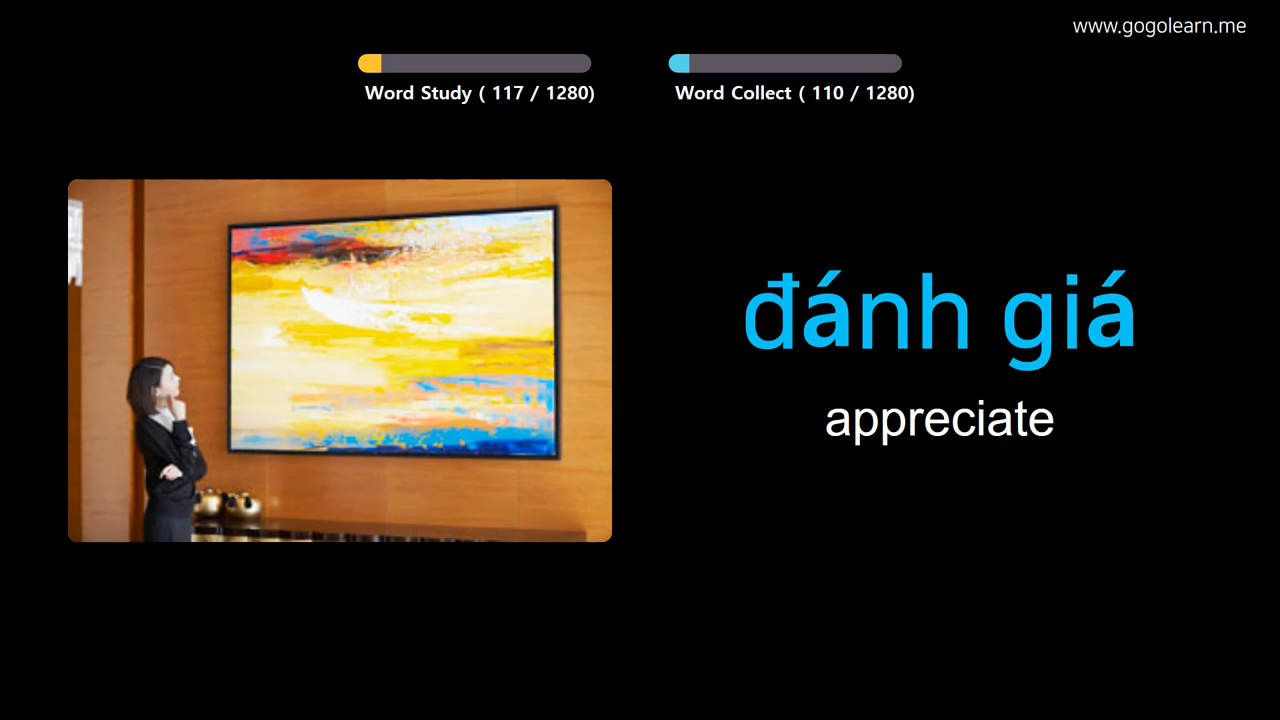 www.gogolearn.me
Word Study ( 117 / 1280)
Word Collect ( 110 / 1280)
đánh giá
appreciate